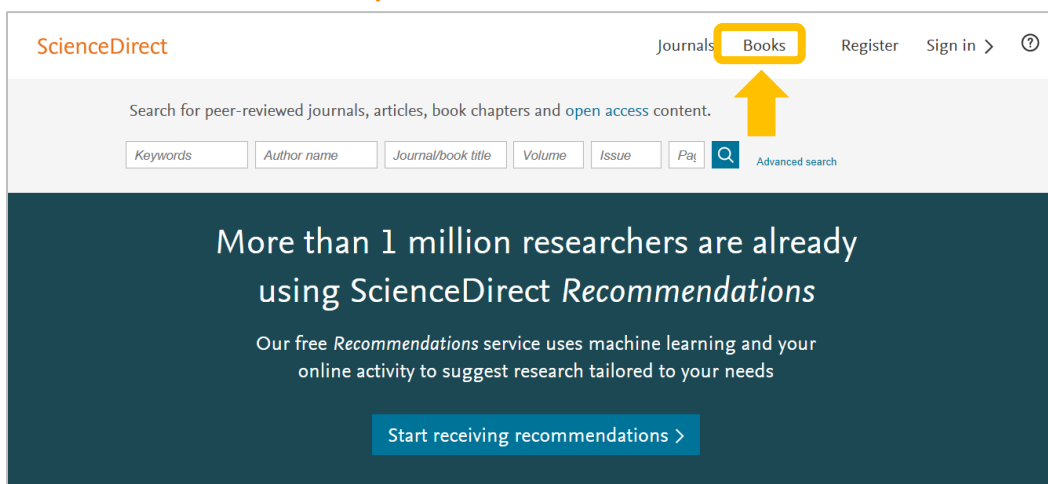 ScienceDirect
Journals Books Register Sign in > ?
Search for peer-reviewed journals, articles, book chapters and open access content.
Keywords Author name Journal/book title Volume Issue Pag Advanced search
More than 1 million researchers are already
using ScienceDirect Recommendations
Our free Recommendations service uses machine learning and your
online activity to suggest research tailored to your needs
Start receiving recommendations >